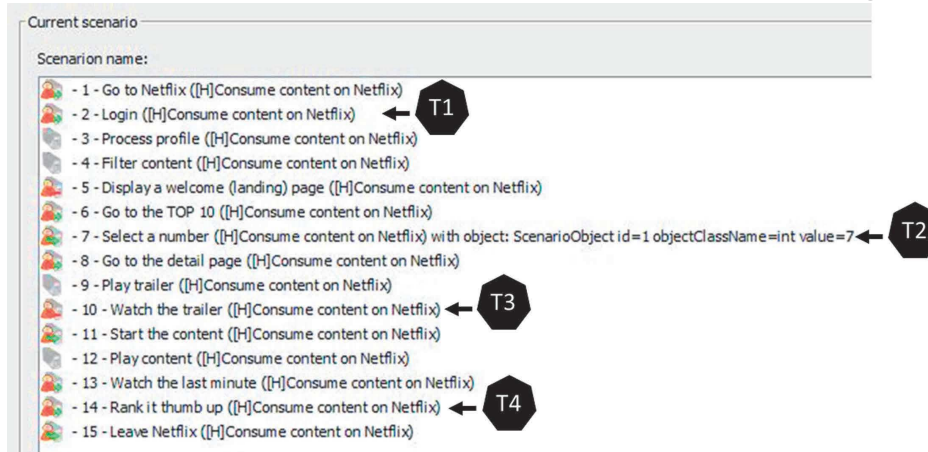 Current scenario
Scenarion name:
- 1 - Go to Netflix ([H]Consume content on Netflix)
- 2 - Login ([H]Consume content on Netflix) T1
- 3 - Process profile ([H]Consume content on Netflix)
- 4 - Filter content ([H]Consume content on Netflix)
- 5 - Display a welcome (landing) page ([H]Consume content on Netflix)
- 6 - Go to the TOP 10 ([H]Consume content on Netflix)
- 7 - Select a number ([H]Consume content on Netflix) with object: ScenarioObject id=1 objectClassName=int value=7 T2
- 8 - Go to the detail page ([H]Consume content on Netflix)
- 9 - Play trailer ([H]Consume content on Netflix)
- 10 - Watch the trailer ([H]Consume content on Netflix) T3
- 11 - Start the content ([H]Consume content on Netflix)
- 12 - Play content ([H]Consume content on Netflix)
- 13 - Watch the last minute ([H]Consume content on Netflix)
- 14 - Rank it thumb up ([H]Consume content on Netflix) T4
- 15 - Leave Netflix ([H]Consume content on Netflix)